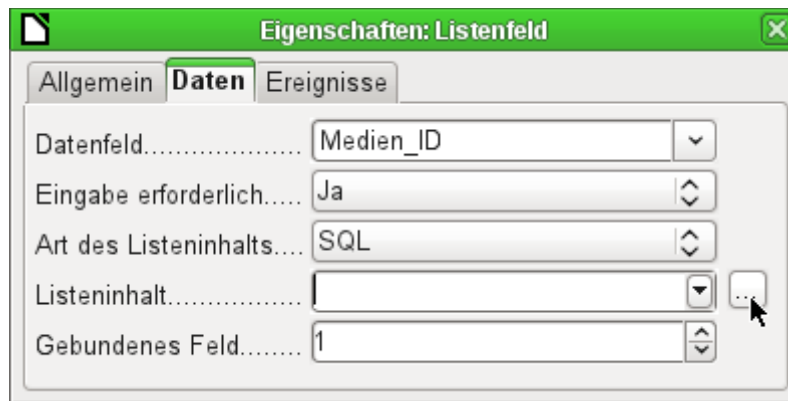 Eigenschaften: Listenfeld
Allgemein Daten Ereignisse
Datenfeld.................... Medien_ID
Eingabe erforderlich..... Ja
Art des Listeninhalts.... SQL
Listeninhalt................. ...
Gebundenes Feld........ 1